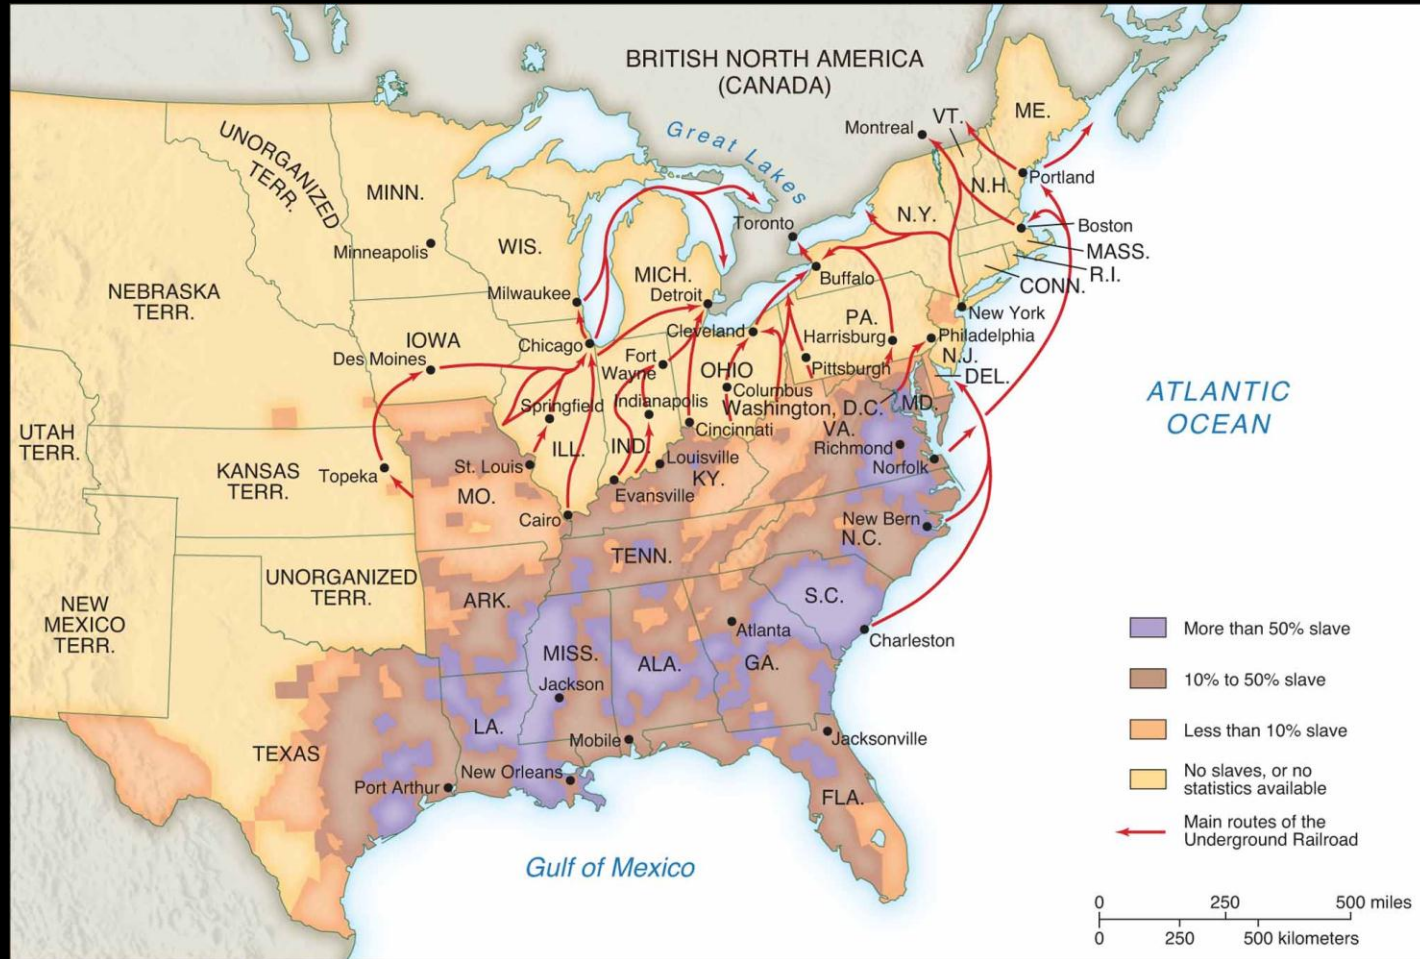 BRITISH NORTH AMERICA
(CANADA)
Great Lakes
Montreal
VT.
ME.
N.H.
Portland
UNORGANIZED
TERR.
MINN.
Minneapolis
WIS.
MICH.
Toronto
N.Y.
Boston
MASS.
R.I.
CONN.
NEBRASKA
TERR.
Milwaukee
Detroit
Buffalo
New York
IOWA
Des Moines
Chicago
Fort
Wayne
Cleveland
PA.
Harrisburg
Philadelphia
N.J.
DEL.
OHIO
Pittsburgh
Columbus
Springfield
Indianapolis
Washington, D.C.
MD.
UTAH
TERR.
KANSAS
TERR.
Topeka
St. Louis
ILL.
IND.
Cincinnati
Louisville
VA.
Richmond
Norfolk
ATLANTIC
OCEAN
MO.
Evansville
KY.
Cairo
New Bern
N.C.
NEW
MEXICO
TERR.
UNORGANIZED
TERR.
ARK.
TENN.
S.C.
Charleston
Atlanta
MISS.
Jackson
ALA.
GA.
TEXAS
LA.
Mobile
Jacksonville
Port Arthur
New Orleans
FLA.
Gulf of Mexico
More than 50% slave
10% to 50% slave
Less than 10% slave
No slaves, or no
statistics available
Main routes of the
Underground Railroad
0 250 500 miles
0 250 500 kilometers